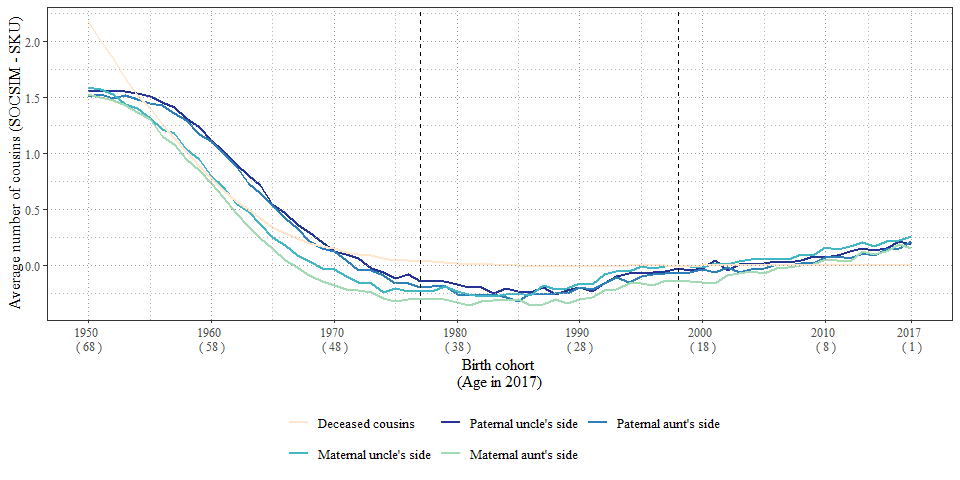 Average number of cousins (SOCSIM - SKU)
2.0
1.5
1.0
0.5
0.0
1950 1960 1970 1980 1990 2000 2010 2017
( 68 ) ( 58 ) ( 48 ) ( 38 ) ( 28 ) ( 18 ) ( 8 ) ( 1 )
Birth cohort
(Age in 2017)
Deceased cousins Paternal uncle's side Paternal aunt's side
Maternal uncle's side Maternal aunt's side